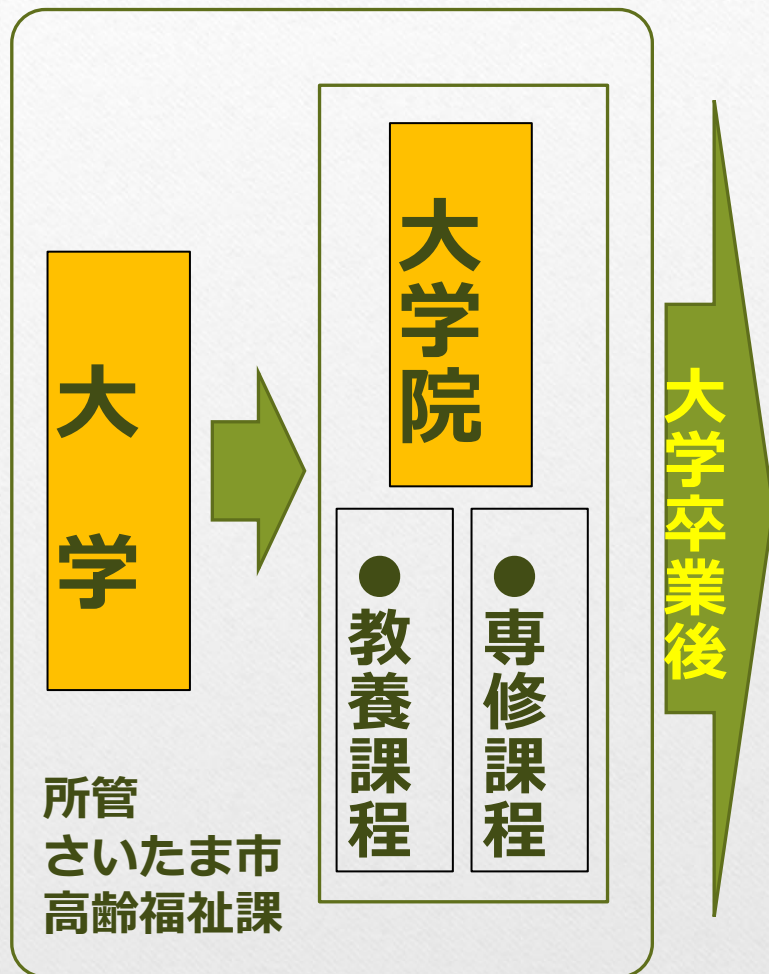 大学
大学院
●教養課程
●専修課程
所管
さいたま市
高齢福祉課
大学卒業後